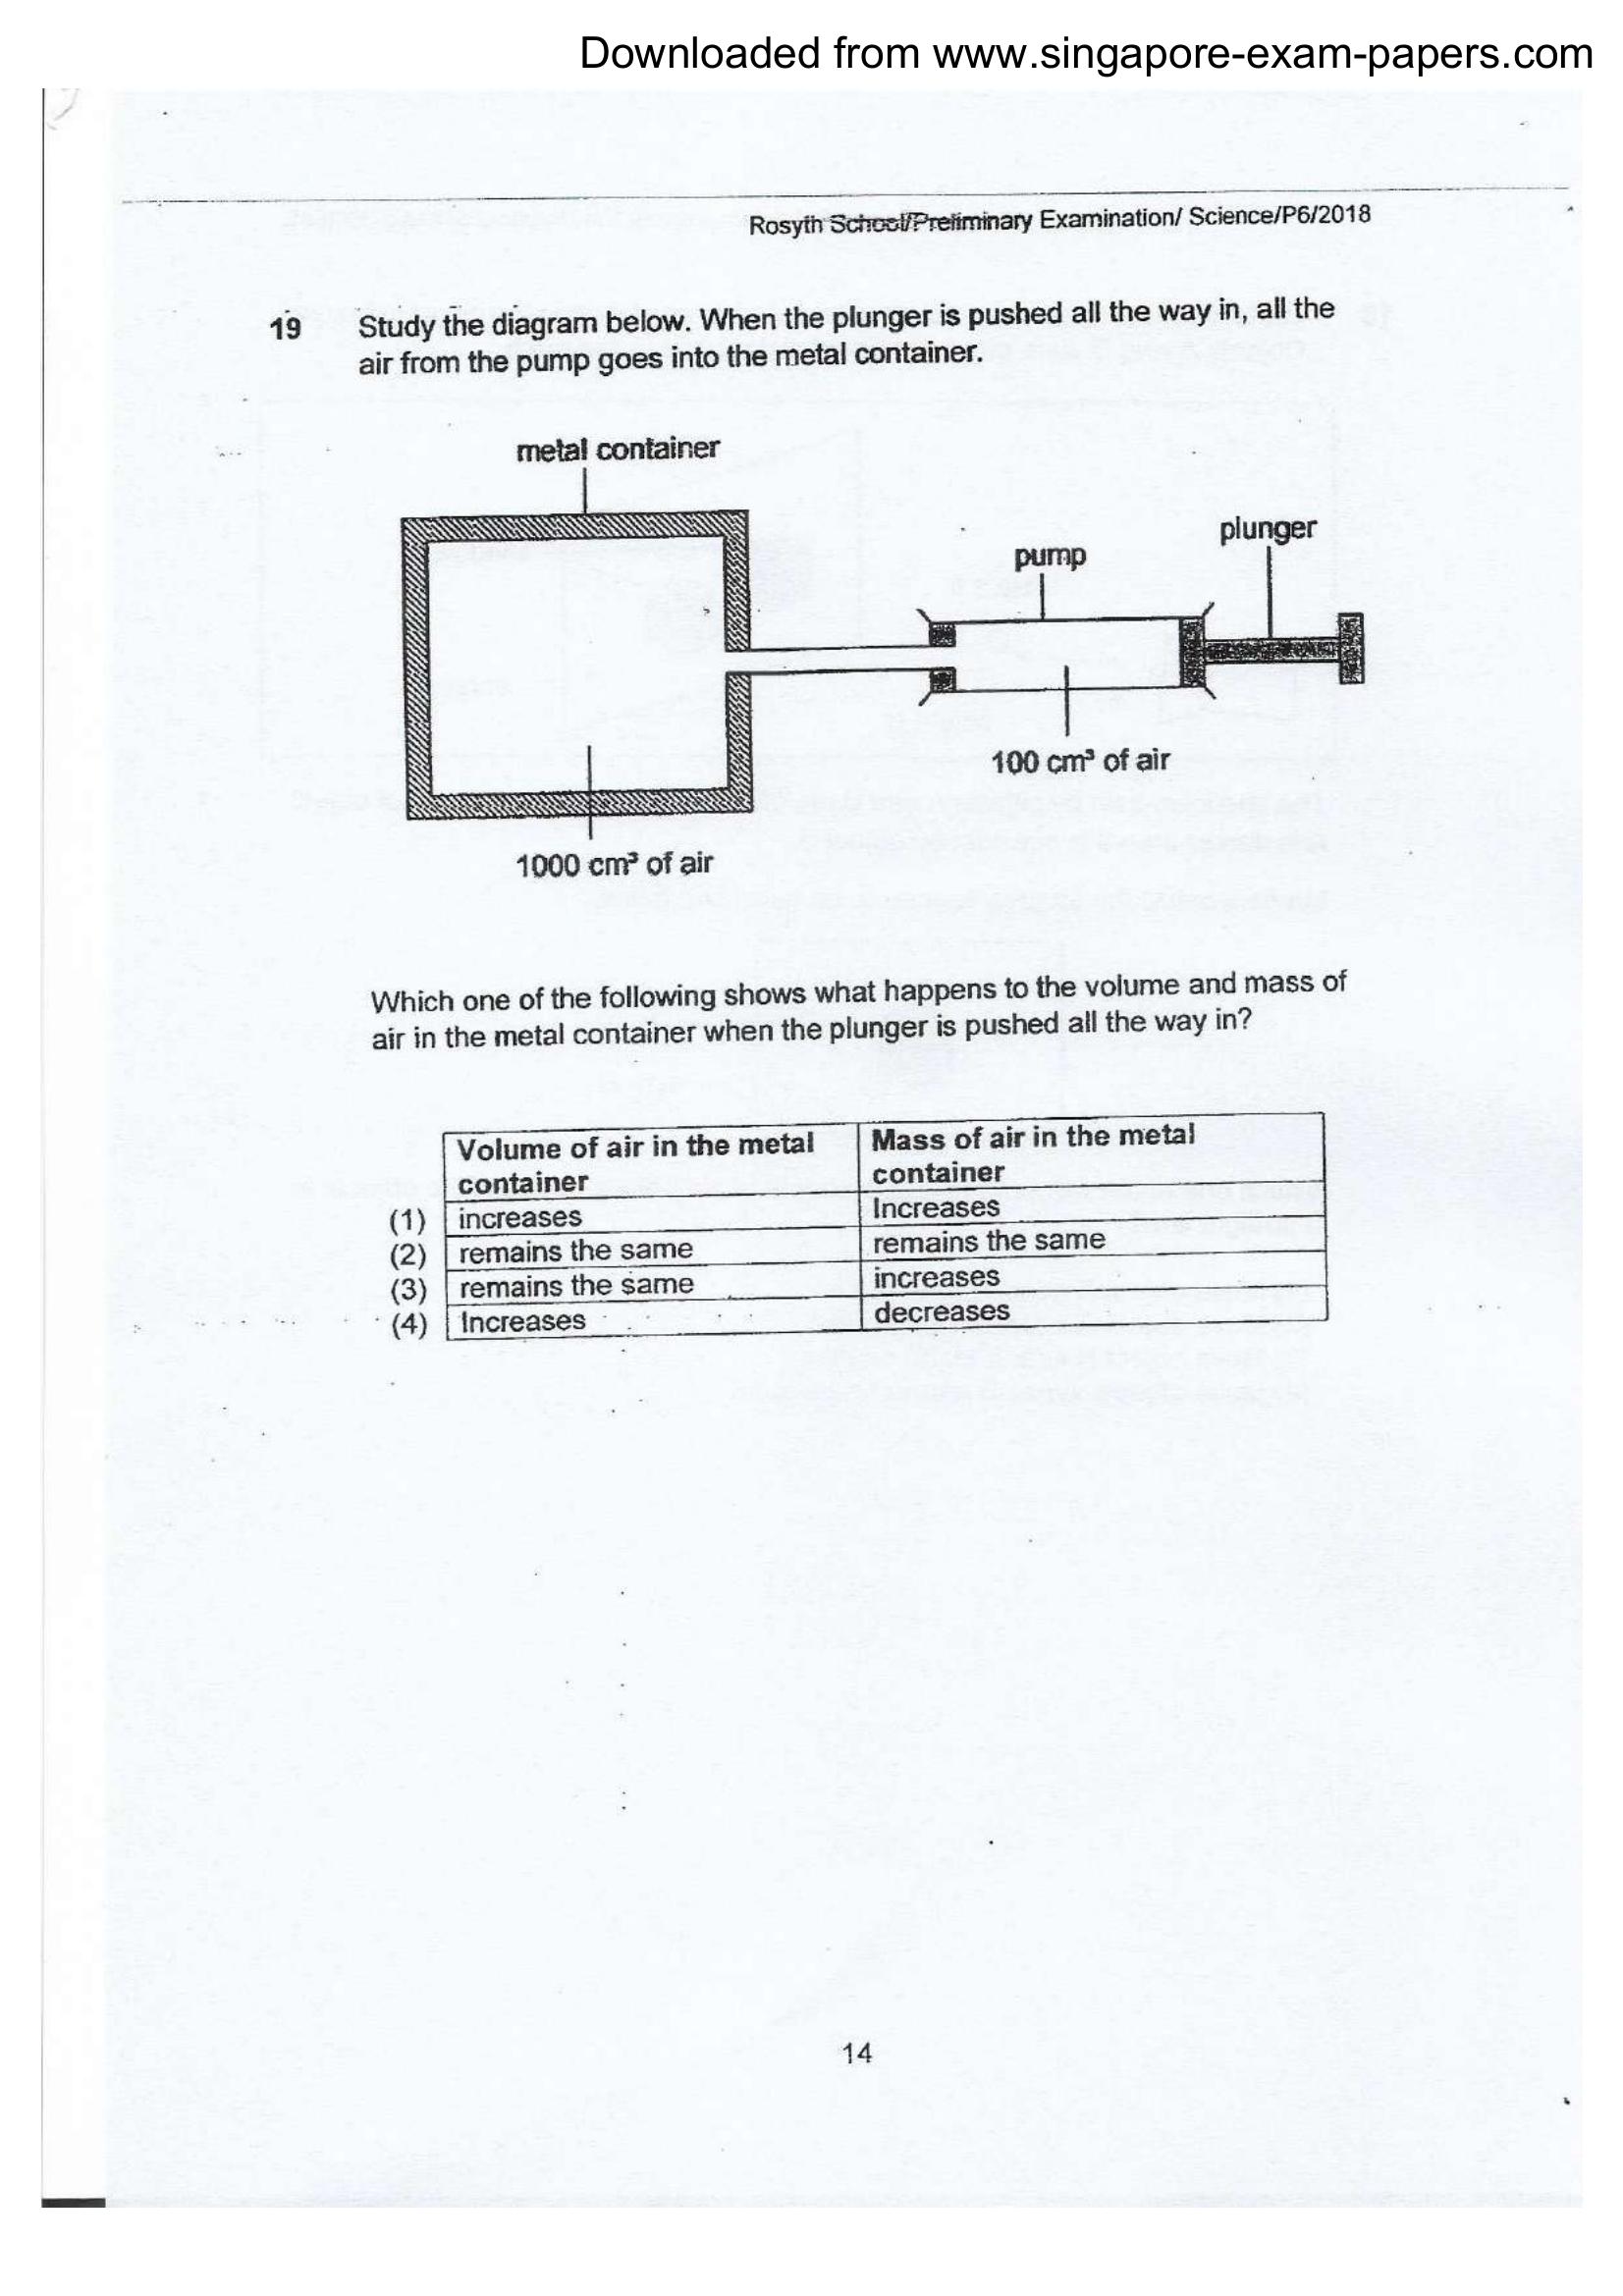 Downloaded from www.singapore-exam-papers.com
Rosyth School/Preliminary Examination/ Science/P6/2018
19 Study the diagram below. When the plunger is pushed all the way in, all the
air from the pump goes into the metal container.
metal container
plunger
pump
100 cm³ of air
1000 cm³ of air
Which one of the following shows what happens to the volume and mass of
air in the metal container when the plunger is pushed all the way in?
Volume of air in the metal container Mass of air in the metal container
(1) increases Increases
(2) remains the same remains the same
(3) remains the same increases
(4) Increases decreases
14